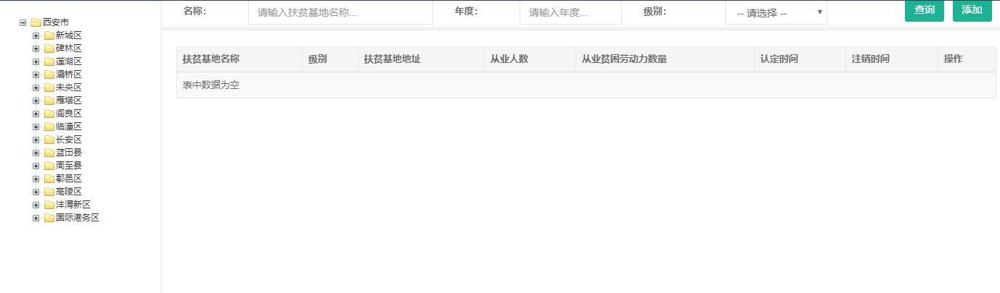 西安市
新城区
碑林区
莲湖区
灞桥区
未央区
雁塔区
阎良区
临潼区
长安区
蓝田县
周至县
鄠邑区
高陵区
沣渭新区
国际港务区
名称: 请输入扶贫基地名称... 年度: 请输入年度... 级别: -- 请选择 -- 查询 添加
扶贫基地名称 级别 扶贫基地地址 从业人数 从业贫困劳动力数量 认定时间 注销时间 操作
表中数据为空